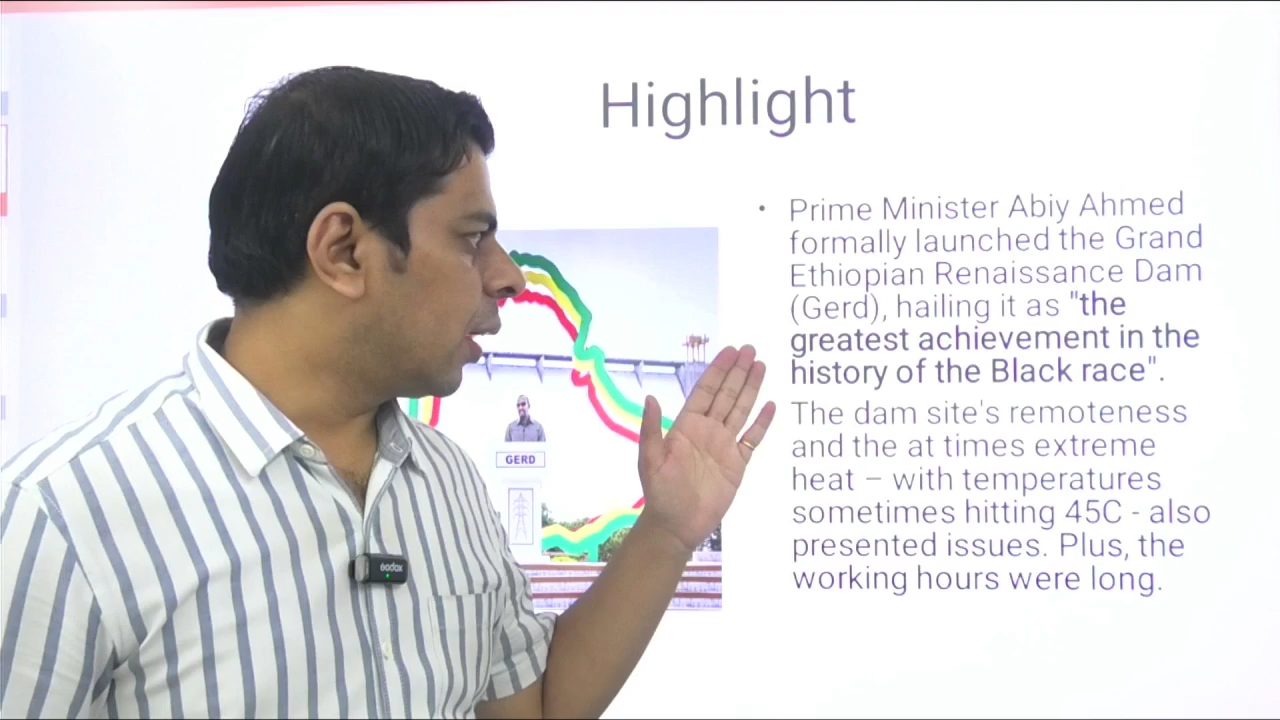 Highlight
• Prime Minister Abiy Ahmed
formally launched the Grand
Ethiopian Renaissance Dam
(Gerd), hailing it as "the
greatest achievement in the
history of the Black race".
The dam site's remoteness
and the at times extreme
heat – with temperatures
sometimes hitting 45C - also
presented issues. Plus, the
working hours were long.
GERD
Godox